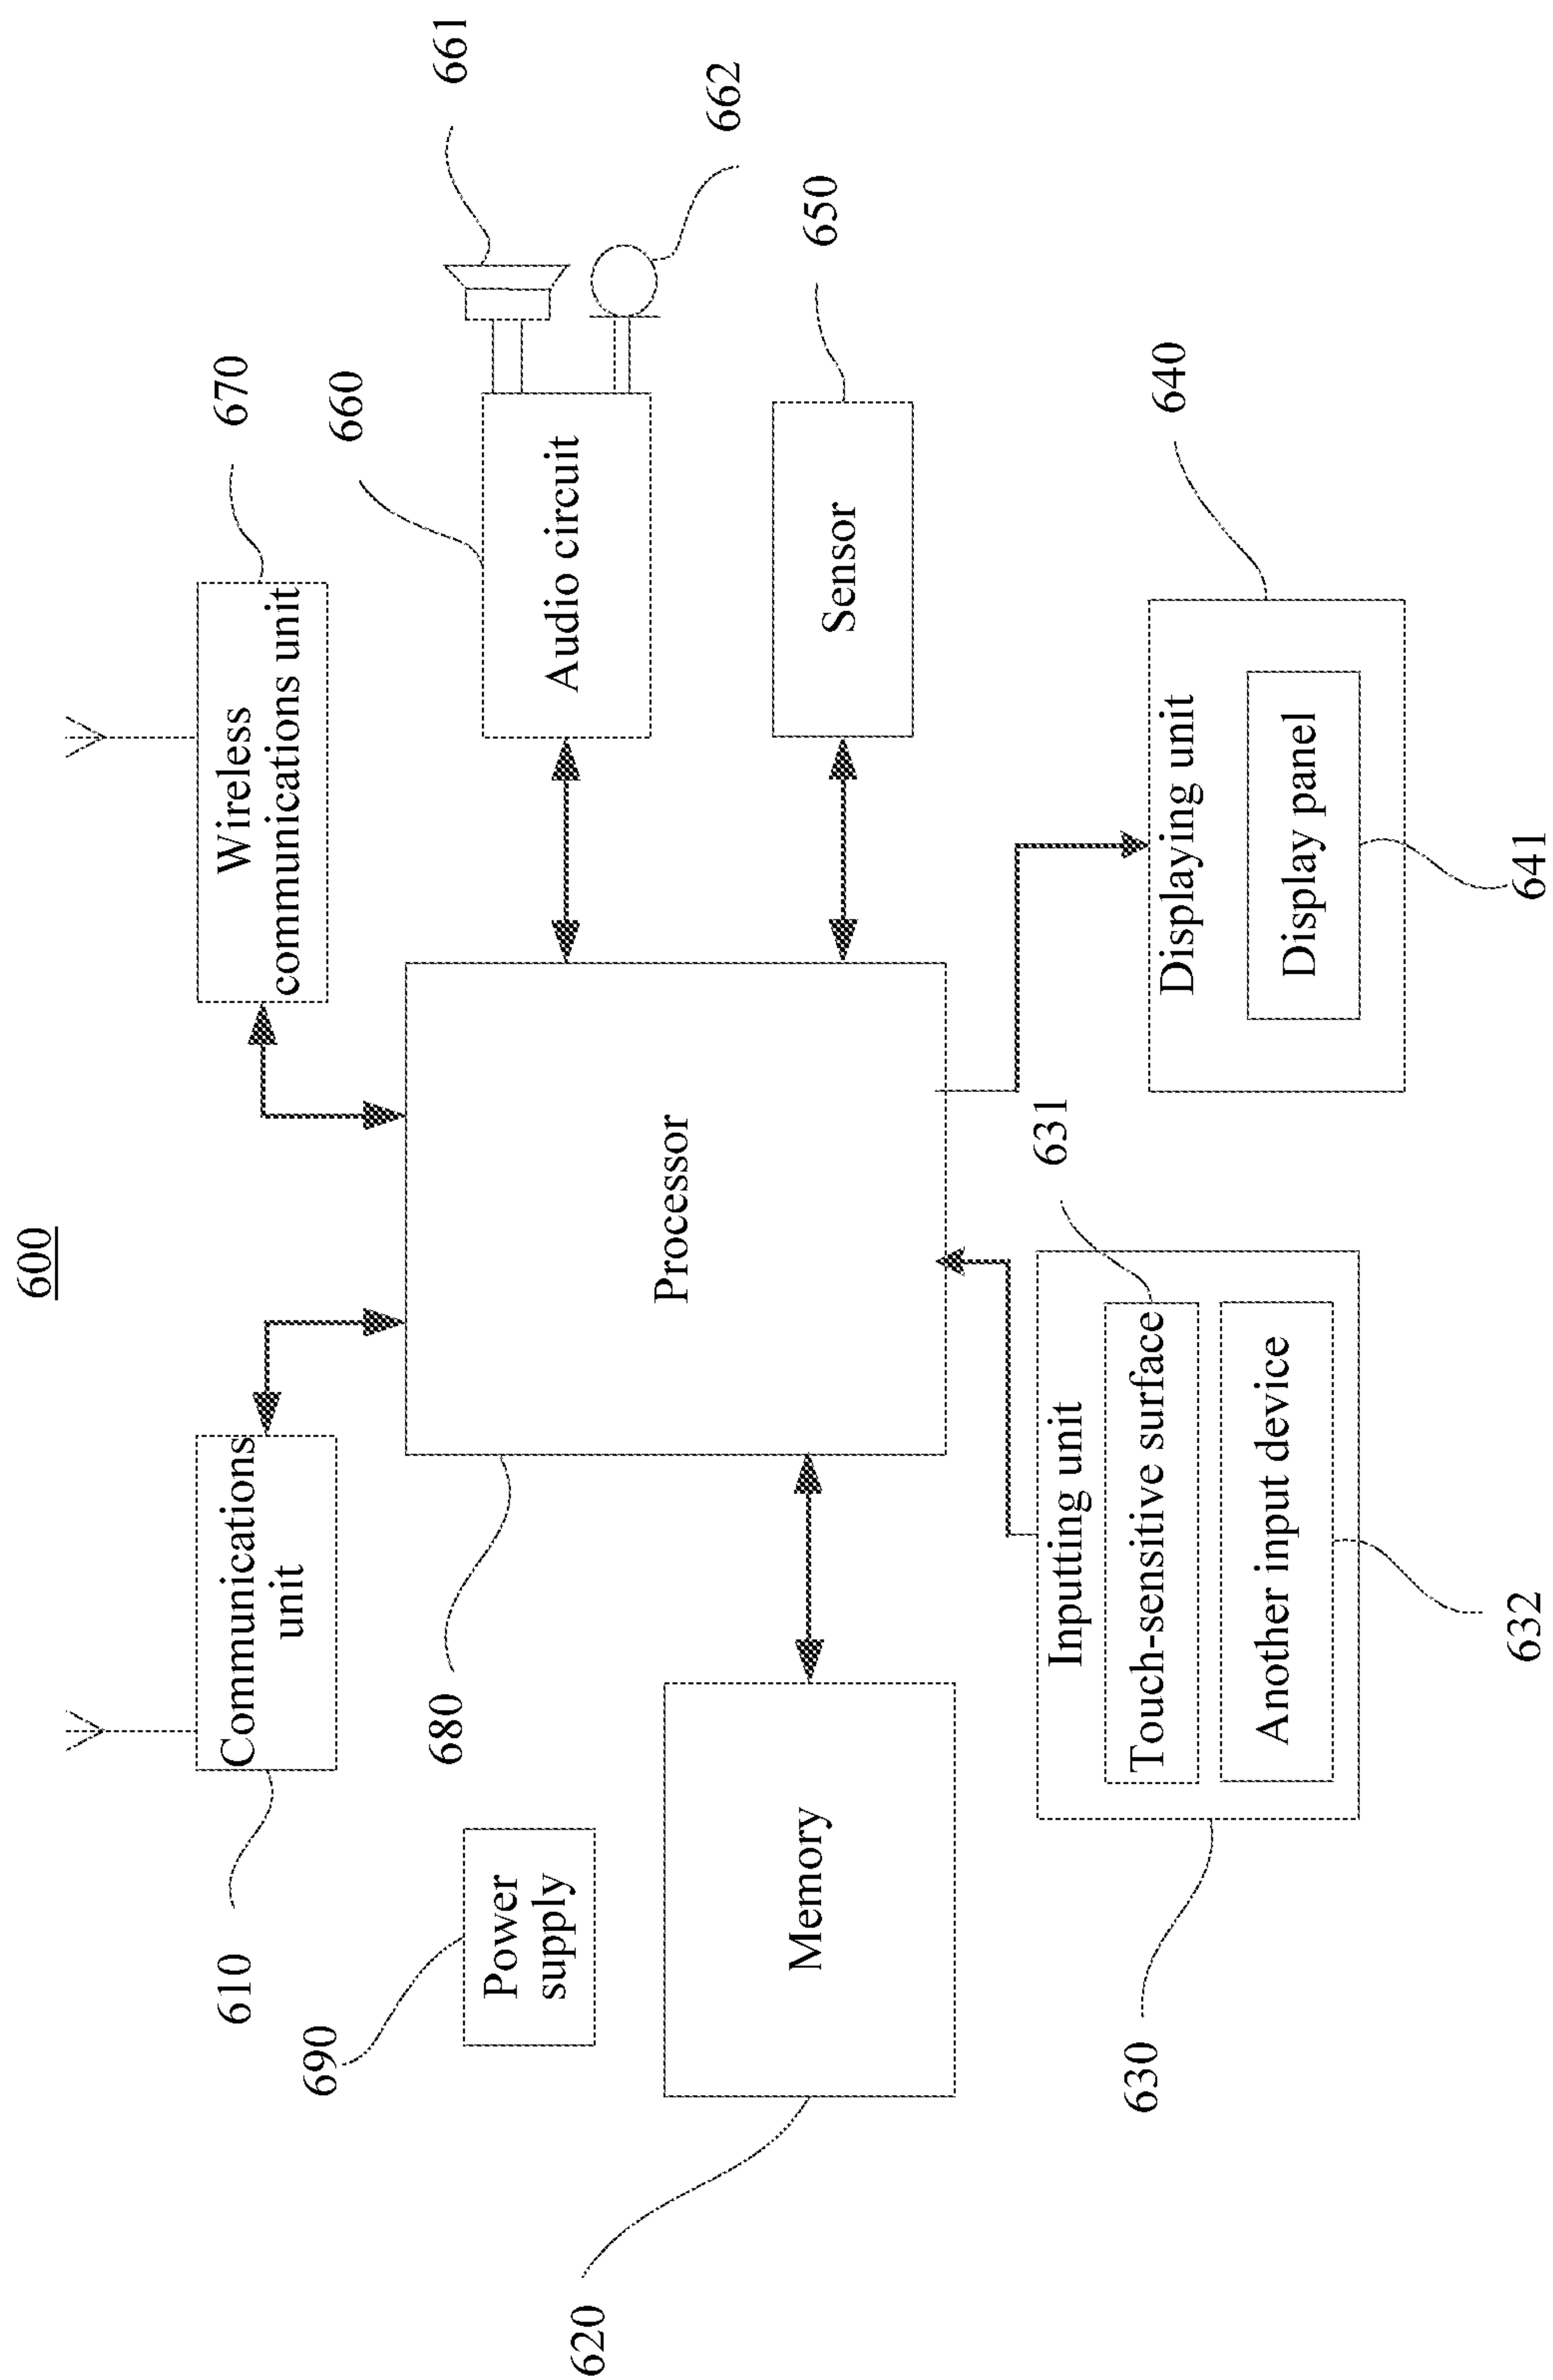 600
610
Communications
unit
Wireless
communications unit
670
690
Power
supply
680
Processor
660
Audio circuit
661
662
620
Memory
Sensor
650
630
Inputting unit
631
Touch-sensitive surface
Another input device
632
Displaying unit
640
Display panel
641